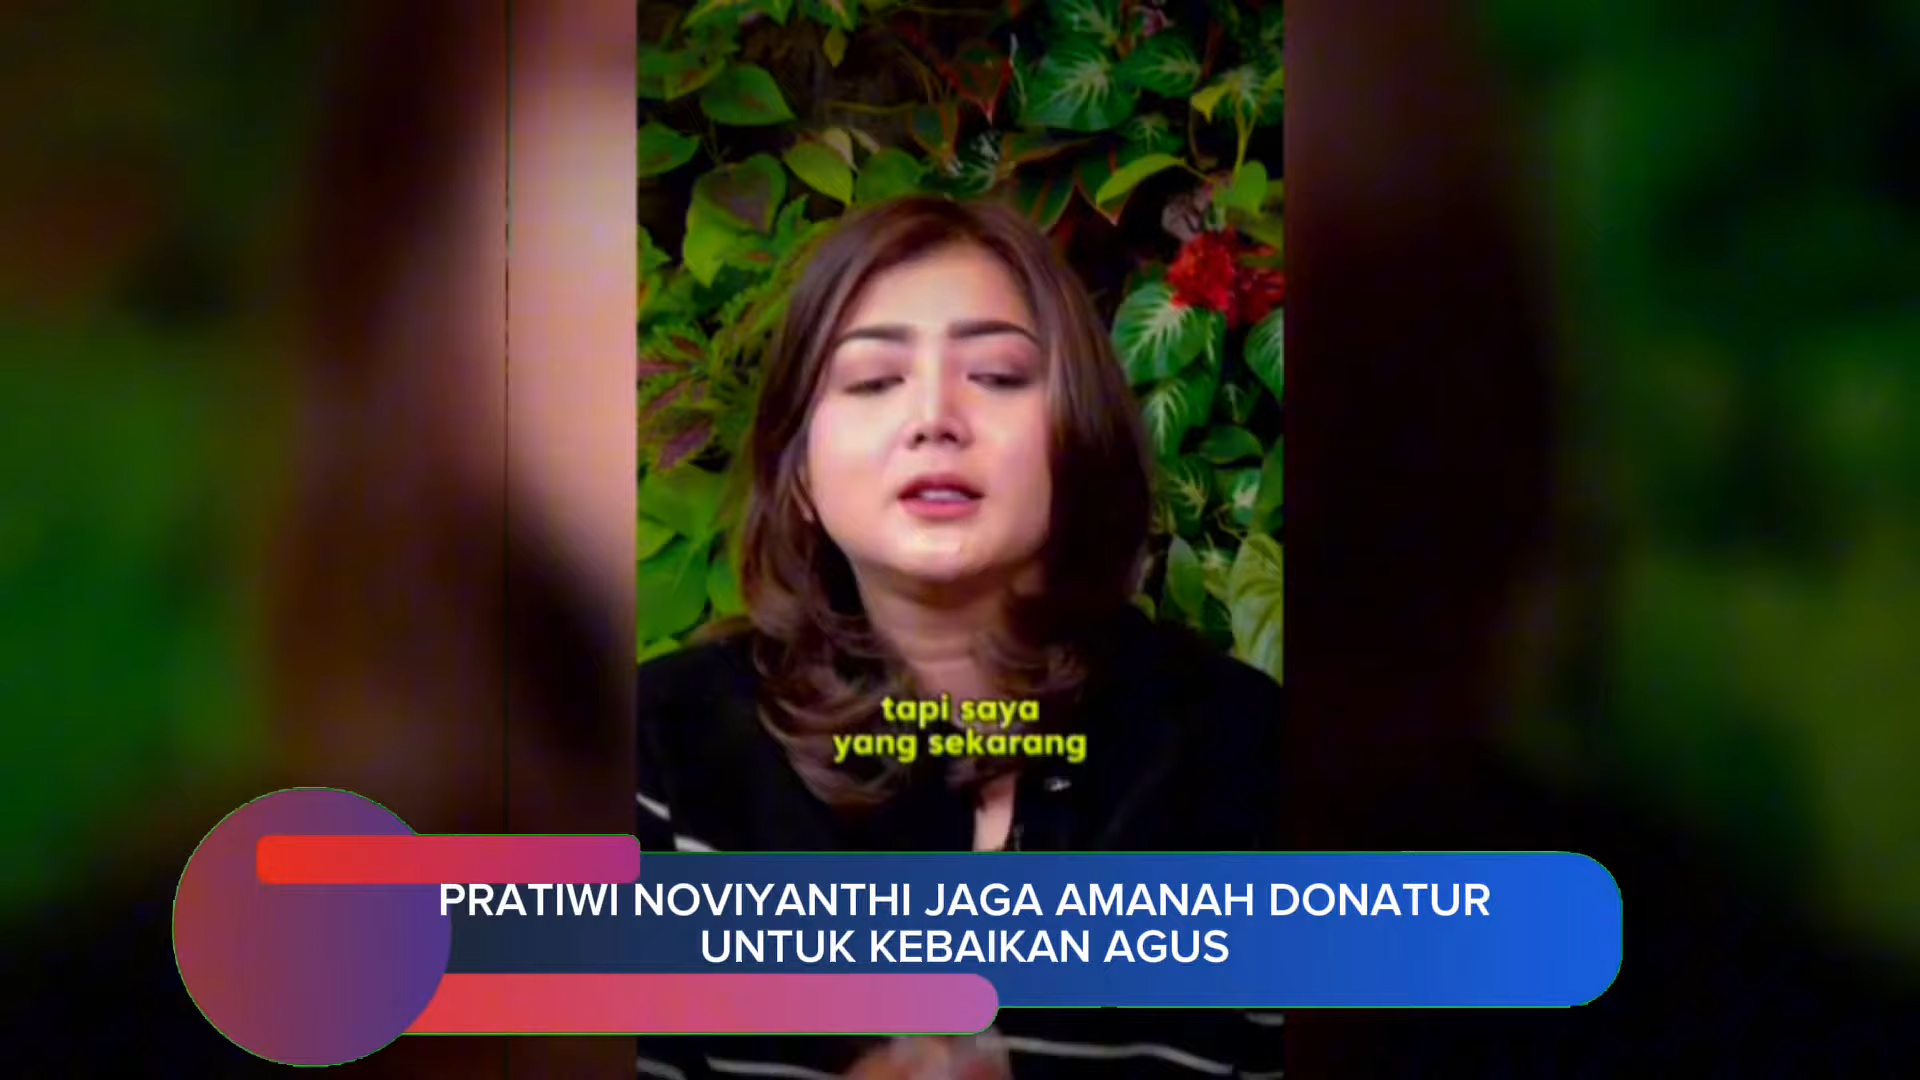 tapi saya
yang sekarang
PRATIWI NOVIYANTHI JAGA AMANAH DONATUR
UNTUK KEBAIKAN AGUS